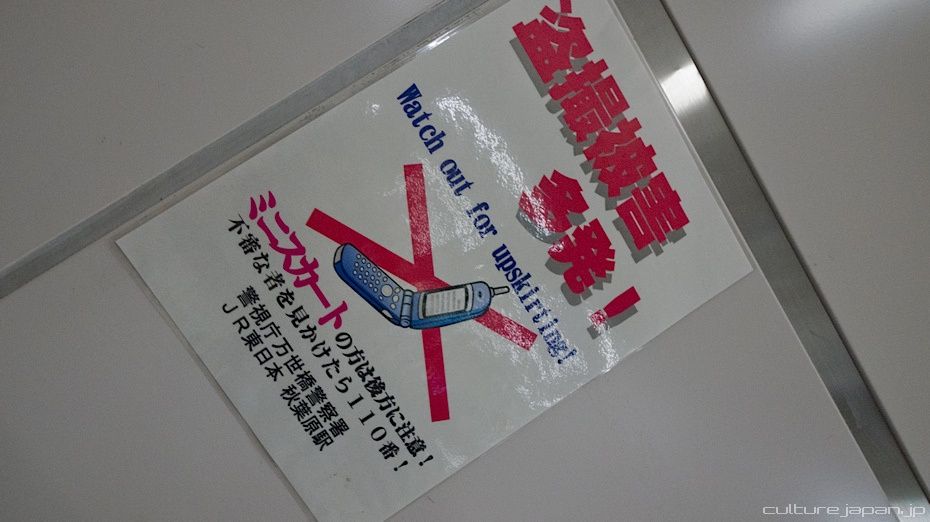 盗撮被害
多発！
Watch out for upskirting!
ミニスカートの方は後方に注意！
不審な者を見かけたら１１０番！
警視庁万世橋警察署
ＪＲ東日本 秋葉原駅
culture.japan.jp